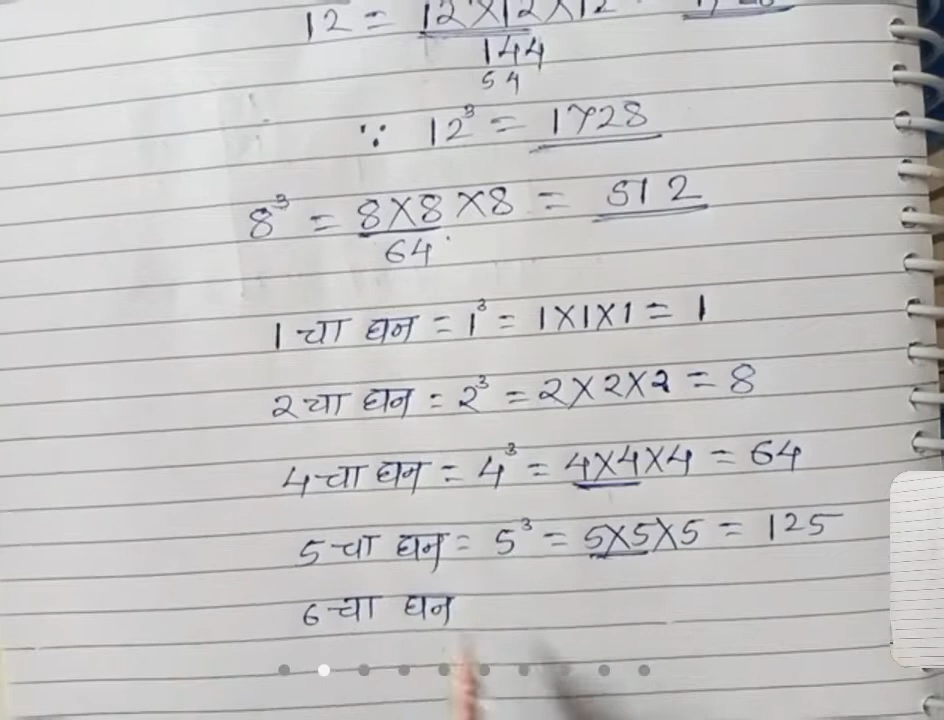 12 = 12×12×12
144
54
∵ 12³ = 1728
8³ = 8×8×8 = 512
64
1 चा घन = 1³ = 1×1×1 = 1
2 चा घन = 2³ = 2×2×2 = 8
4 चा घन = 4³ = 4×4×4 = 64
5 चा घन = 5³ = 5×5×5 = 125
6 चा घन